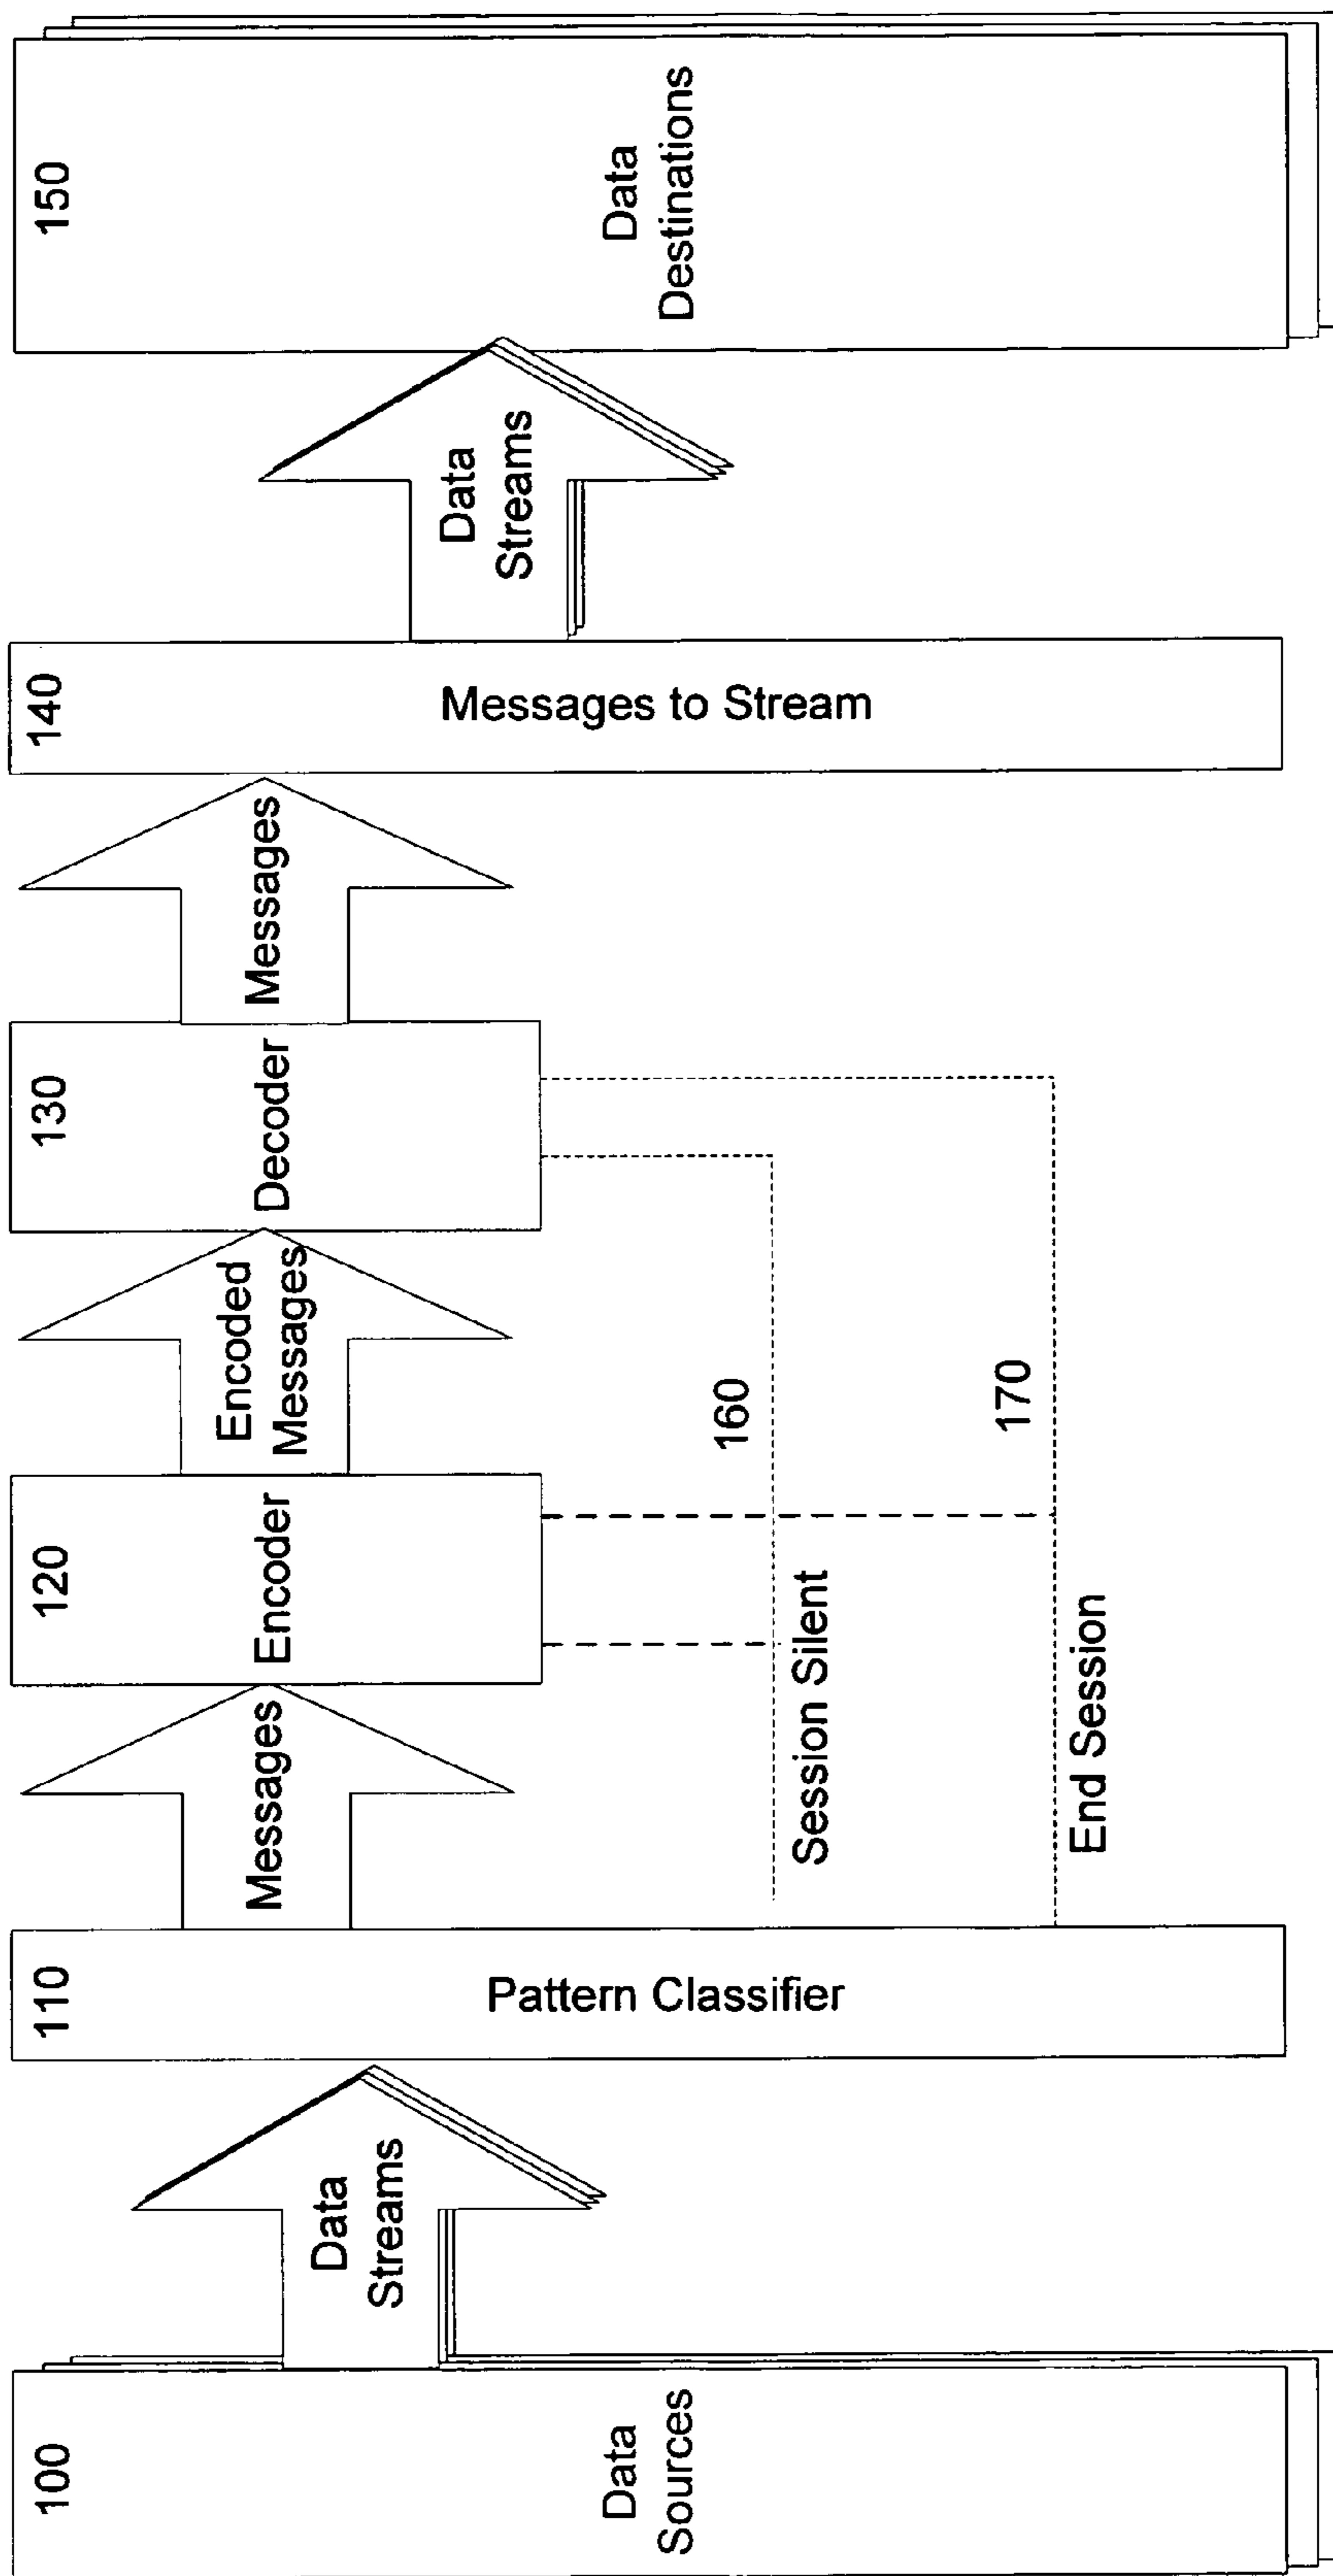 100
Data
Sources
Data
Streams
110
Pattern Classifier
Messages
120
Encoder
Encoded
Messages
130
Decoder
Messages
140
Messages to Stream
Data
Streams
150
Data
Destinations
Session Silent
160
End Session
170